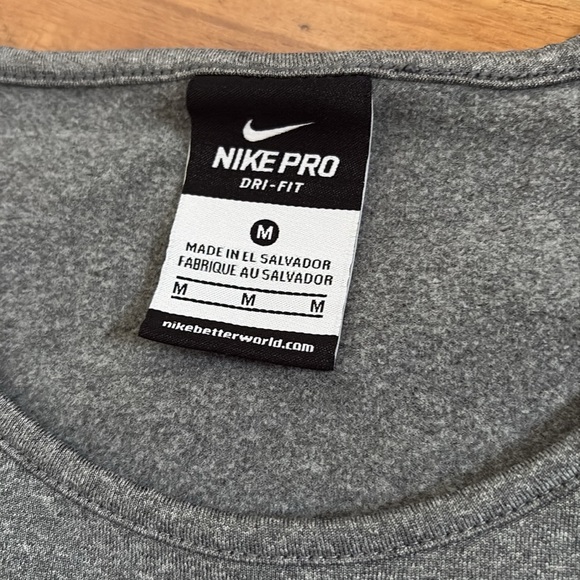 NIKE PRO
DRI-FIT
M
MADE IN EL SALVADOR
FABRIQUE AU SALVADOR
M M M
nikebetterworld.com